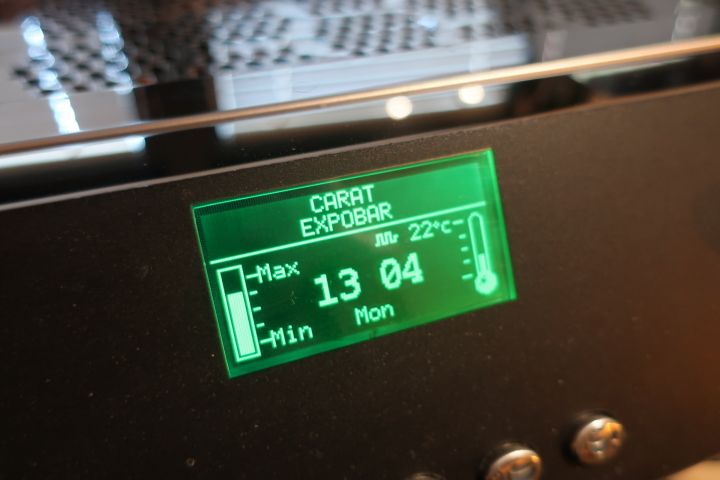 CARAT
EXPOBAR
22°c
Max
13 04
Min
Mon